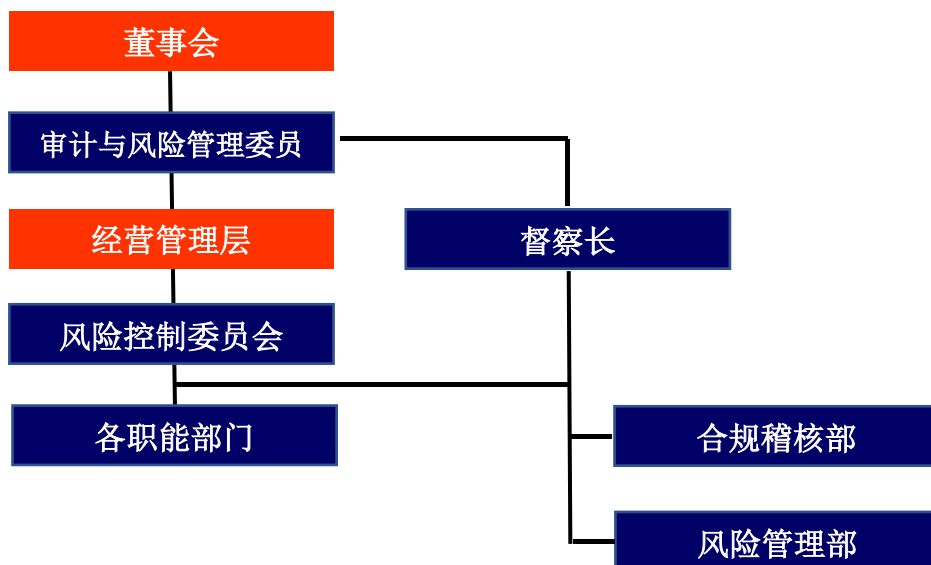 董事会
审计与风险管理委员
经营管理层
督察长
风险控制委员会
各职能部门
合规稽核部
风险管理部